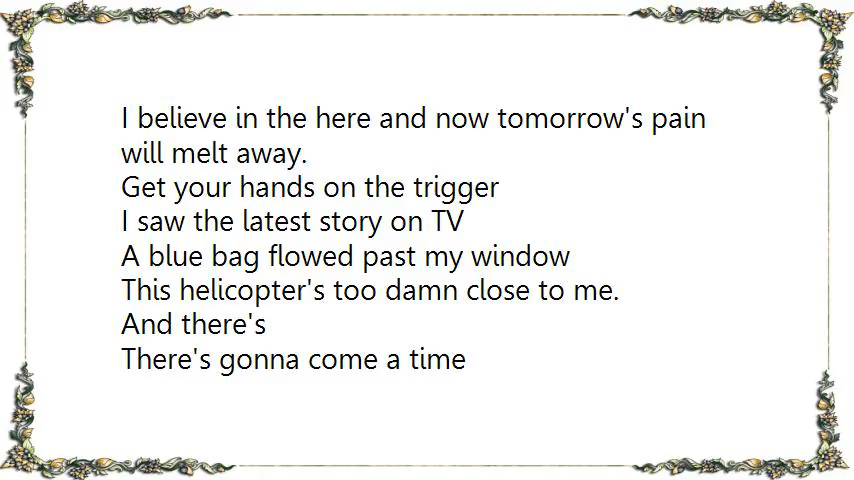 I believe in the here and now tomorrow's pain
will melt away.
Get your hands on the trigger
I saw the latest story on TV
A blue bag flowed past my window
This helicopter's too damn close to me.
And there's
There's gonna come a time